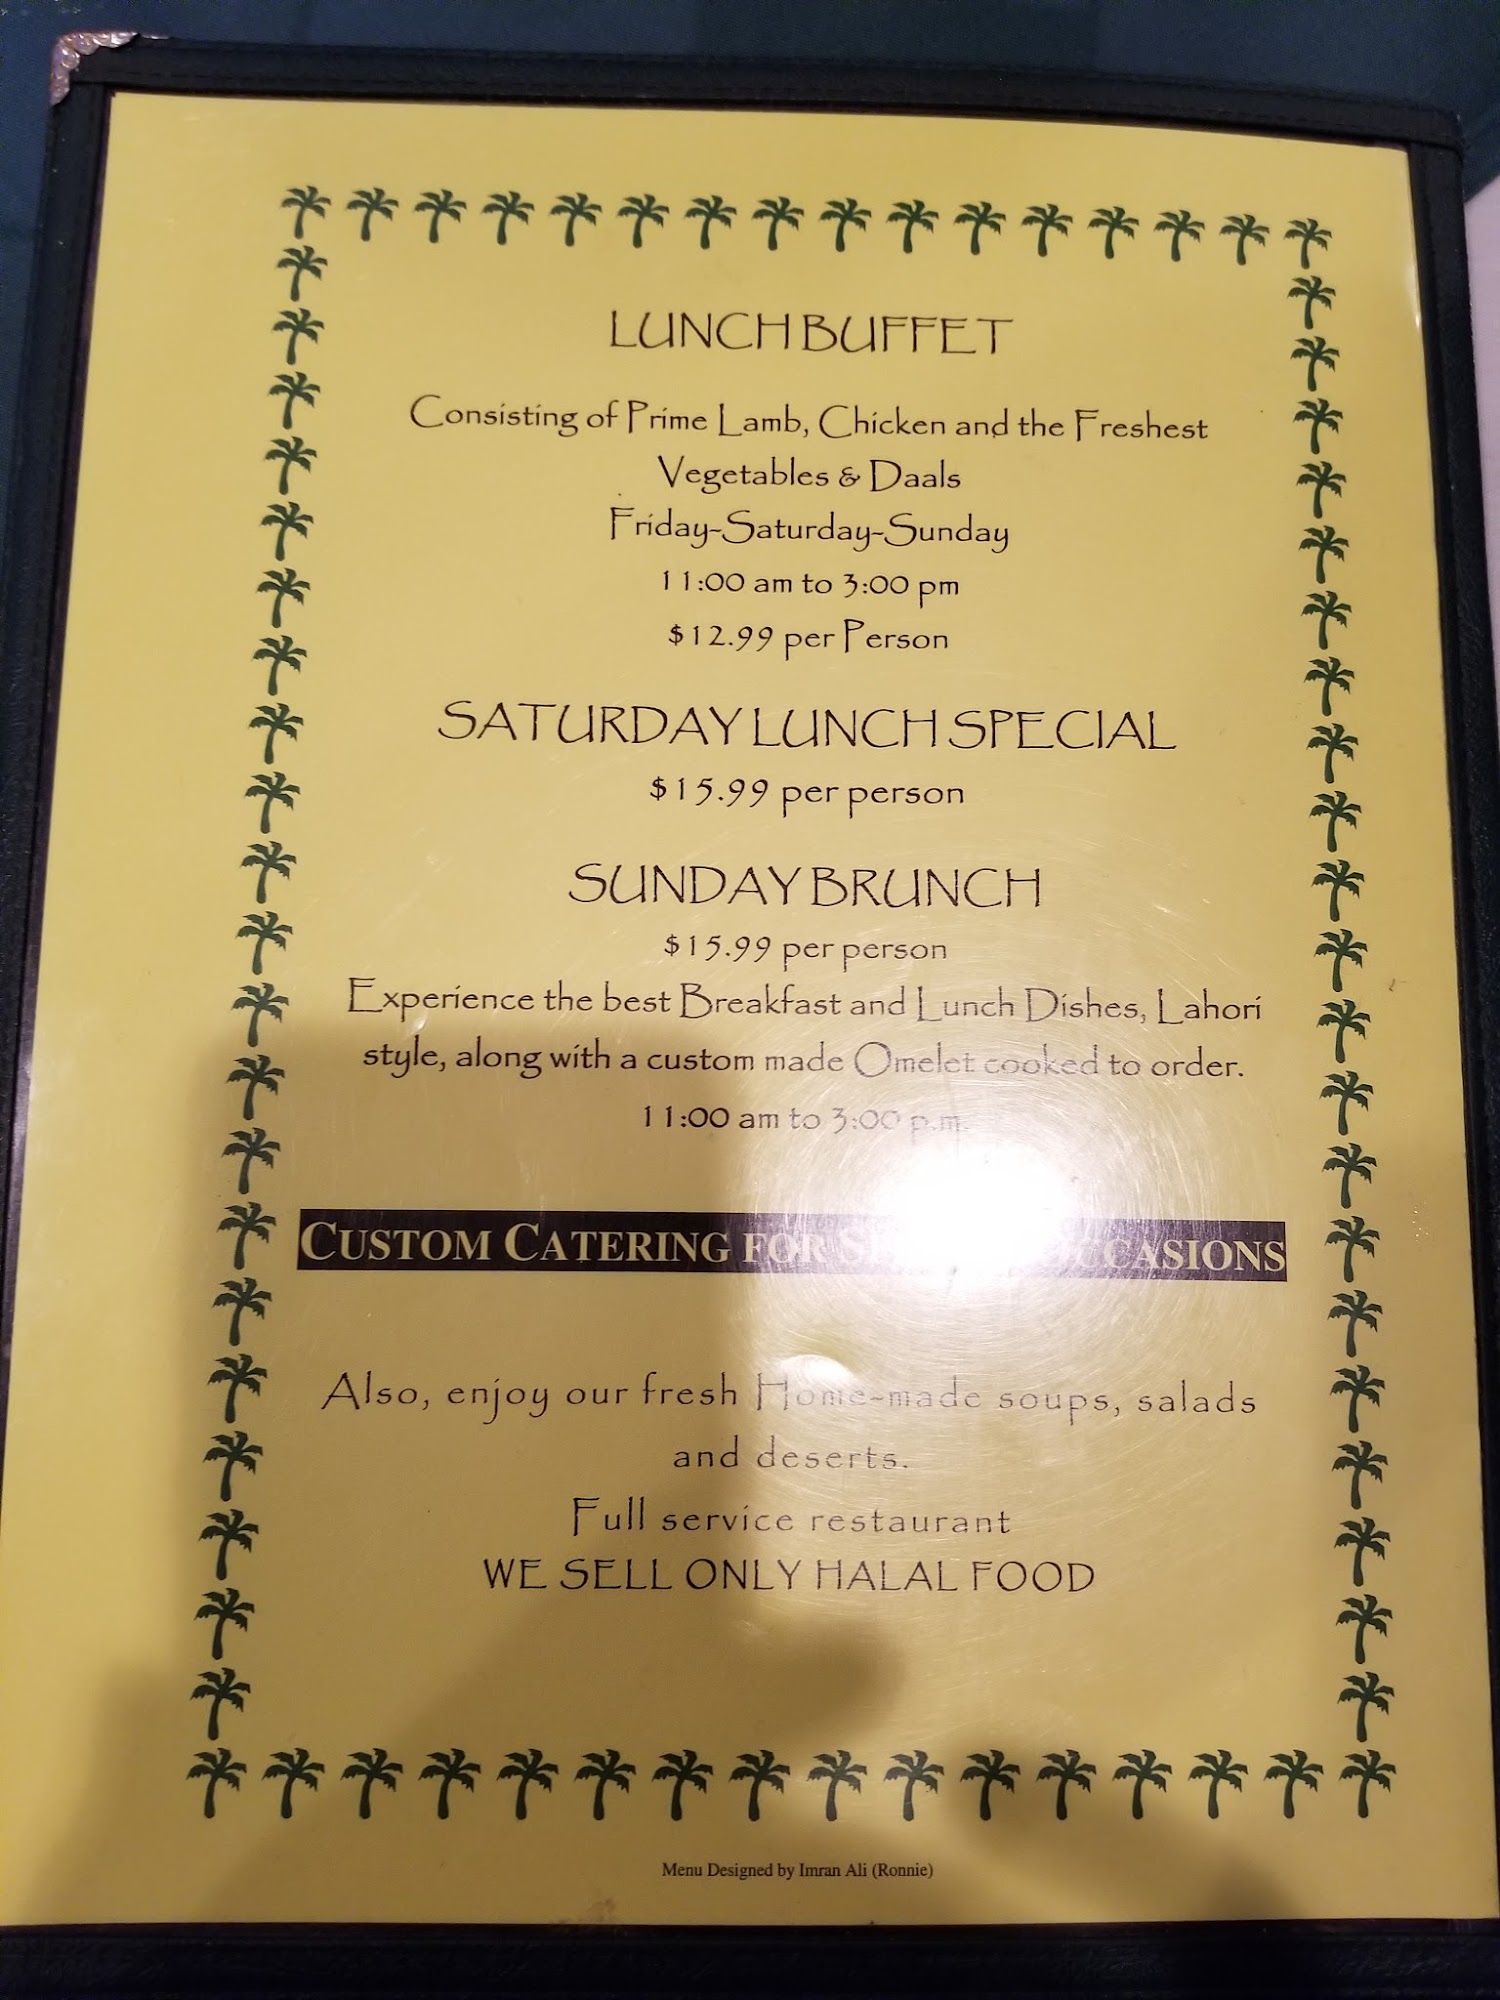 LUNCH BUFFET
Consisting of Prime Lamb, Chicken and the Freshest
Vegetables & Daals
Friday-Saturday-Sunday
11:00 am to 3:00 pm
$12.99 per Person
SATURDAY LUNCH SPECIAL
$15.99 per person
SUNDAY BRUNCH
$15.99 per person
Experience the best Breakfast and Lunch Dishes, Lahori
style, along with a custom made Omelet cooked to order.
11:00 am to 3:00 p.m.
CUSTOM CATERING FOR OCCASIONS
Also, enjoy our fresh Home-made soups, salads
and deserts.
Full service restaurant
WE SELL ONLY HALAL FOOD
Menu Designed by Imran Ali (Ronnie)